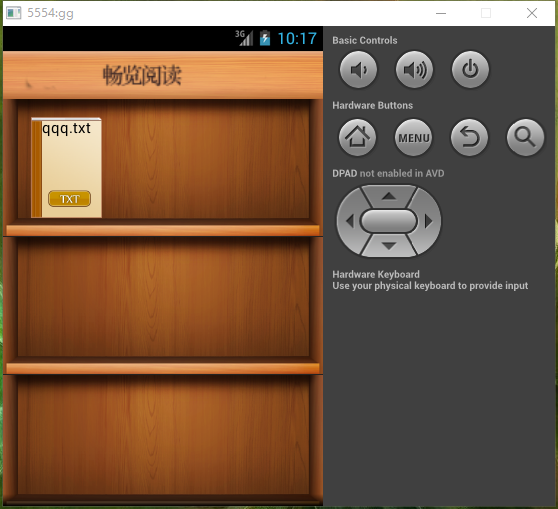 5554:gg
3G 10:17
畅览阅读
qqq.txt
TXT
Basic Controls
Hardware Buttons
MENU
DPAD not enabled in AVD
Hardware Keyboard
Use your physical keyboard to provide input